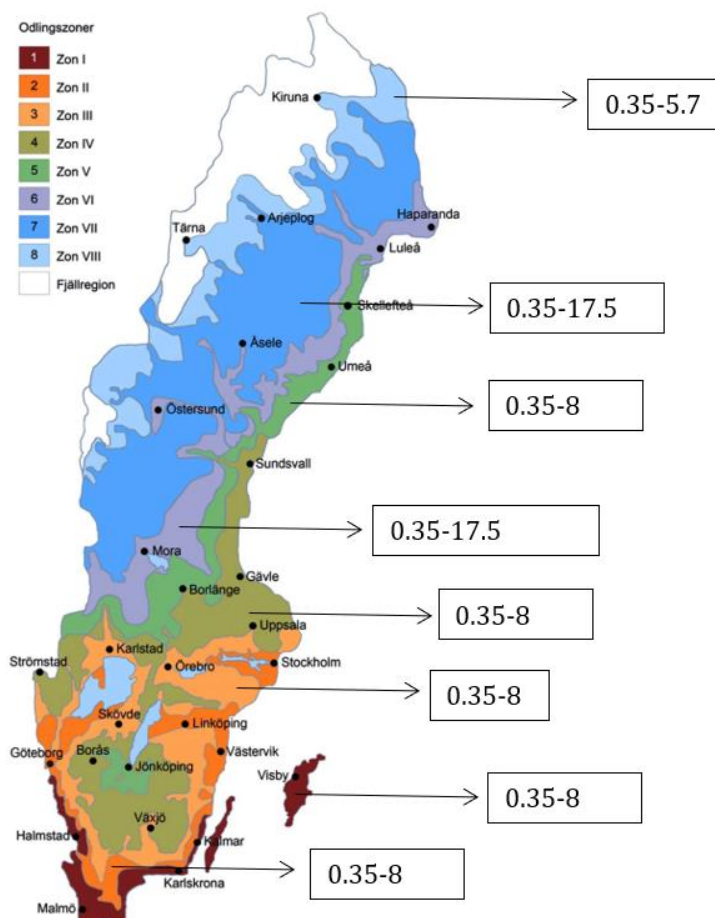 Odlingszoner
1 Zon I
2 Zon II
3 Zon III
4 Zon IV
5 Zon V
6 Zon VI
7 Zon VII
8 Zon VIII
Fjällregion
Kiruna
0.35-5.7
Arjeplog
Haparanda
Tärna
Luleå
Skellefteå
0.35-17.5
Åsele
Umeå
Östersund
0.35-8
Sundsvall
0.35-17.5
Mora
Gävle
Borlänge
0.35-8
Uppsala
Karlstad
Strömstad
Örebro
Stockholm
0.35-8
Skövde
Linköping
Göteborg
Borås
Västervik
Jönköping
Visby
0.35-8
Växjö
Halmstad
Kalmar
0.35-8
Karlskrona
Malmö